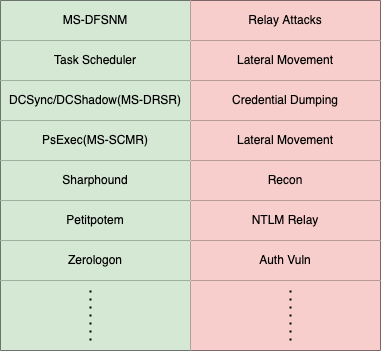 MS-DFSNM Relay Attacks
Task Scheduler Lateral Movement
DCSync/DCShadow(MS-DRSR) Credential Dumping
PsExec(MS-SCMR) Lateral Movement
Sharphound Recon
Petitpotem NTLM Relay
Zerologon Auth Vuln